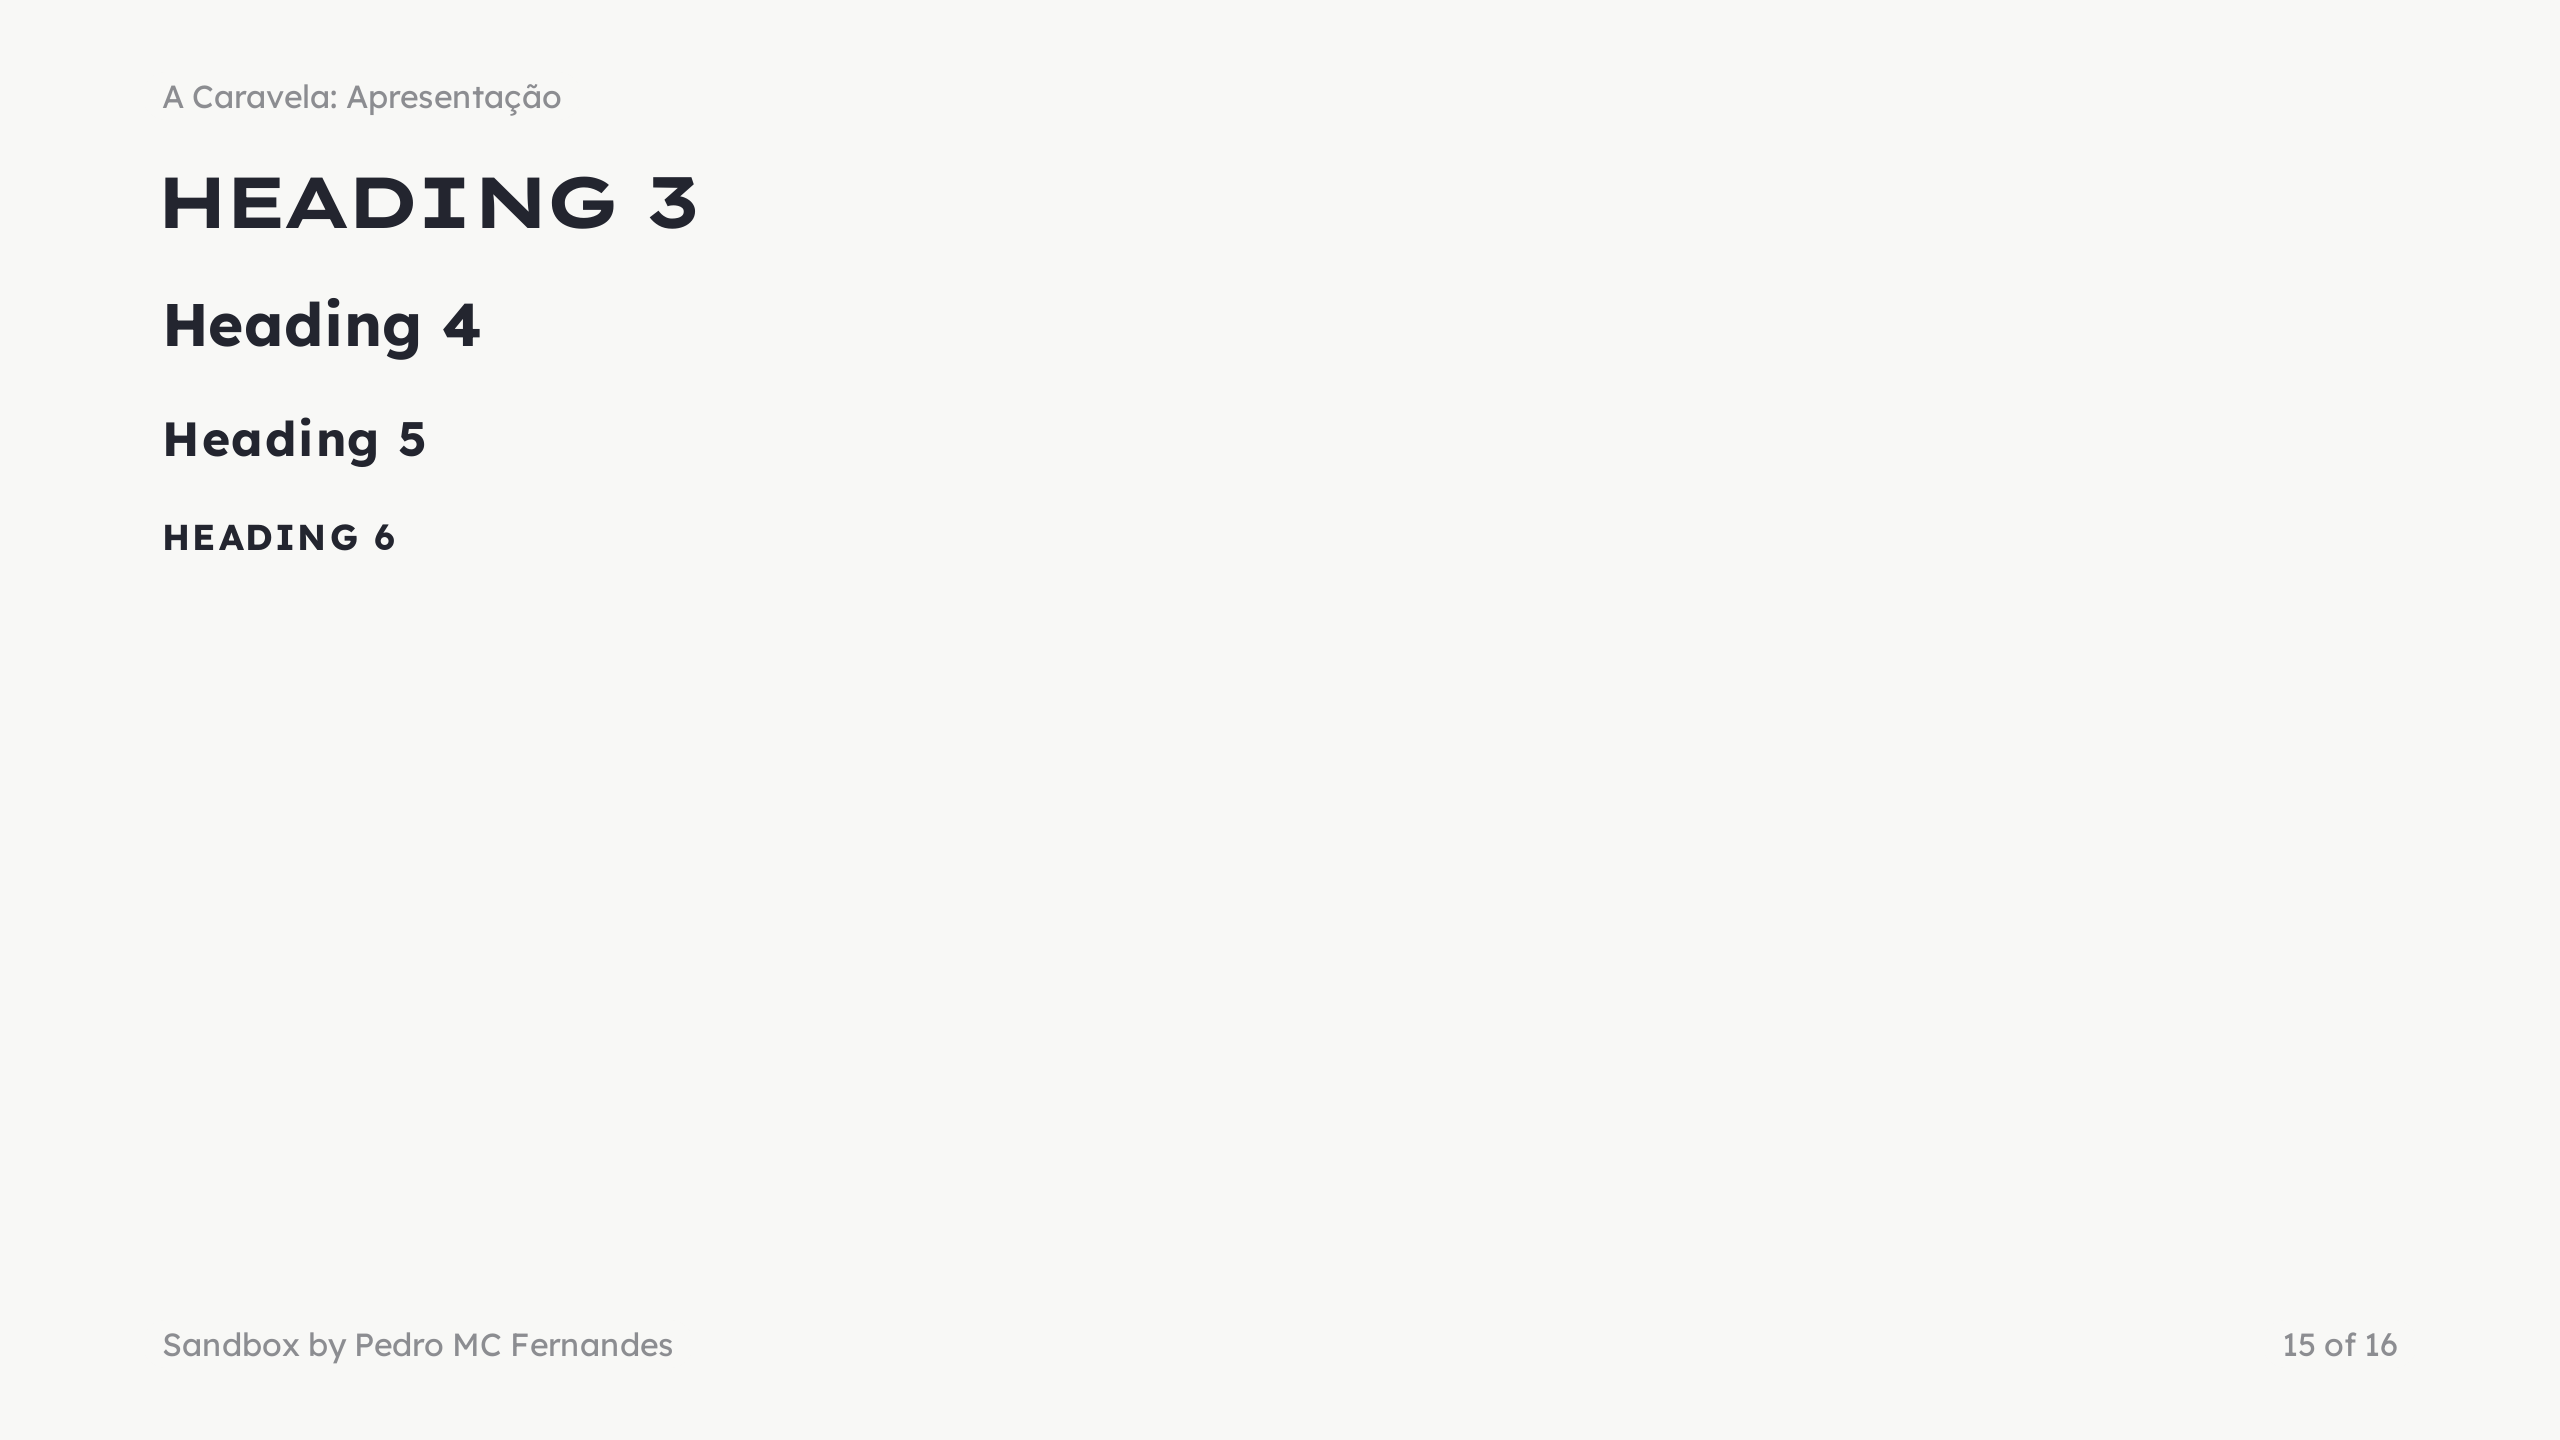 A Caravela: Apresentação
HEADING 3
Heading 4
Heading 5
HEADING 6
Sandbox by Pedro MC Fernandes
15 of 16